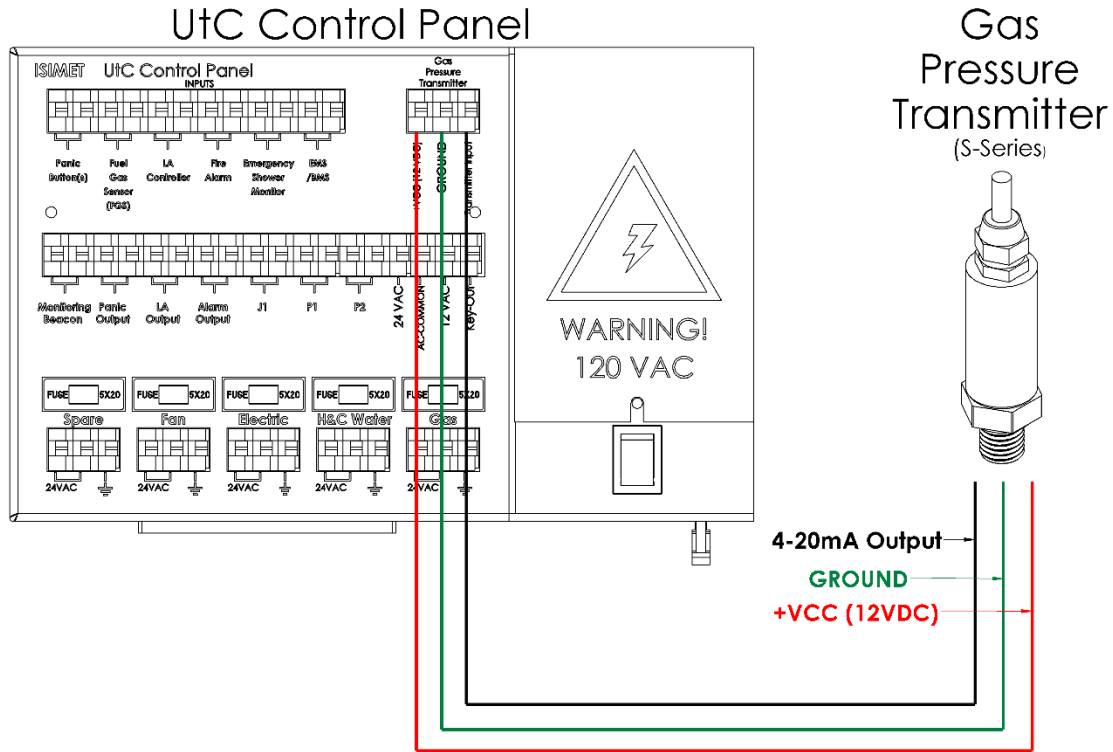 UtC Control Panel
Gas
Pressure
Transmitter
(S-Series)
ISIMET UtC Control Panel
INPUTS
Gas
Pressure
Transmitter
Panic
Button(s)
Fuel
Gas
Sensor
(FGS)
LA
Controller
Fire
Alarm
Emergency
Shower
Monitor
EMS
/BMS
+VCC (12VDC)
GROUND
Transmitter Input
Monitoring
Beacon
Panic
Output
LA
Output
Alarm
Output
J1
P1
P2
24 VAC
AC-COMMON
12 VAC
Key-Out
WARNING!
120 VAC
FUSE 5X20
FUSE 5X20
FUSE 5X20
FUSE 5X20
FUSE 5X20
Spare
Fan
Electric
H&C Water
Gas
24VAC
24VAC
24VAC
24VAC
24VAC
4-20mA Output
GROUND
+VCC (12VDC)